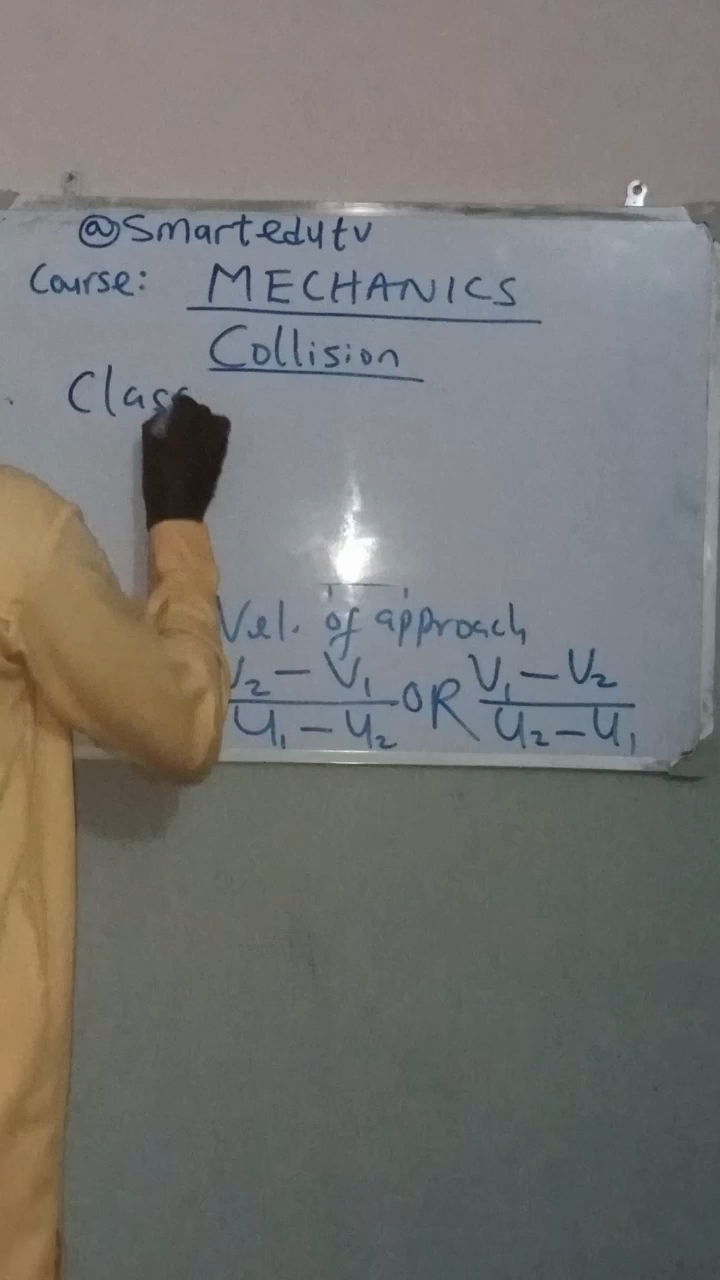 @Smartedutv
Course: MECHANICS
Collision
Class
Vel. of approach
V₂ – V₁ OR V₁ – V₂
U₁ – U₂ U₂ – U₁